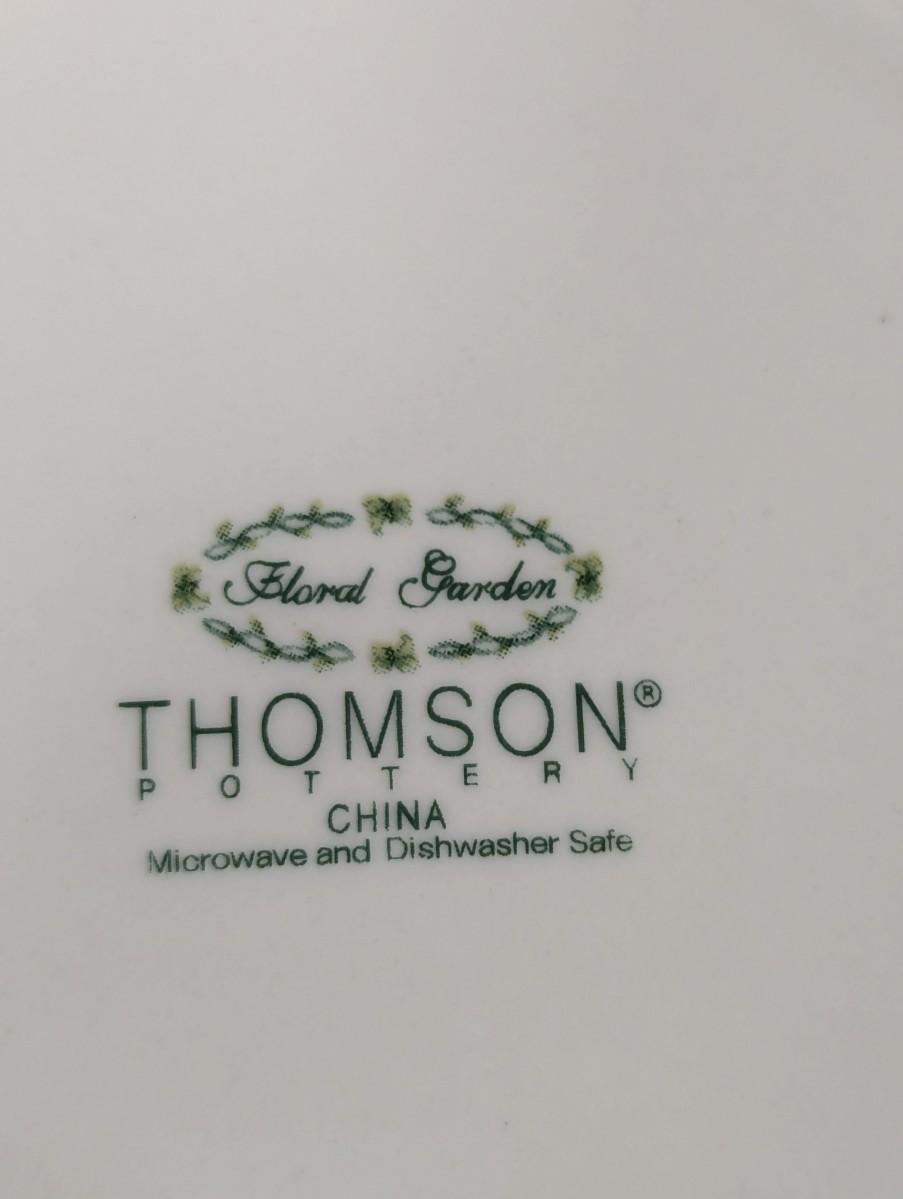 Floral Garden
THOMSON®
POTTERY
CHINA
Microwave and Dishwasher Safe